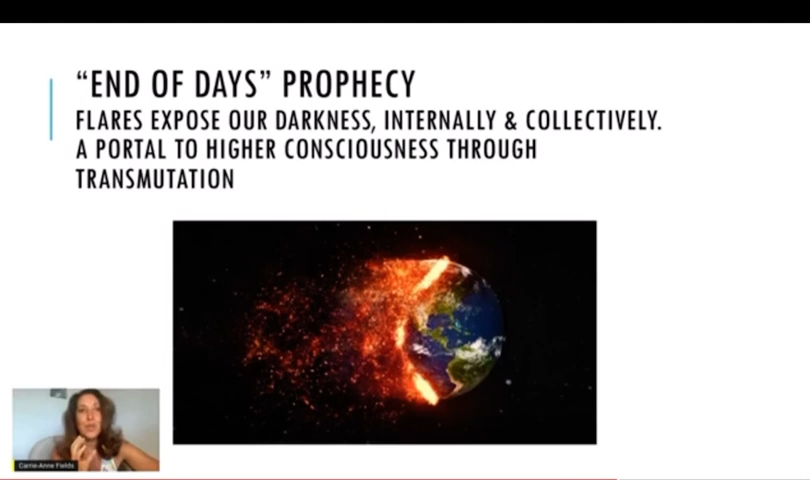 “END OF DAYS” PROPHECY
FLARES EXPOSE OUR DARKNESS, INTERNALLY & COLLECTIVELY.
A PORTAL TO HIGHER CONSCIOUSNESS THROUGH
TRANSMUTATION
Carrie-Anne Fields